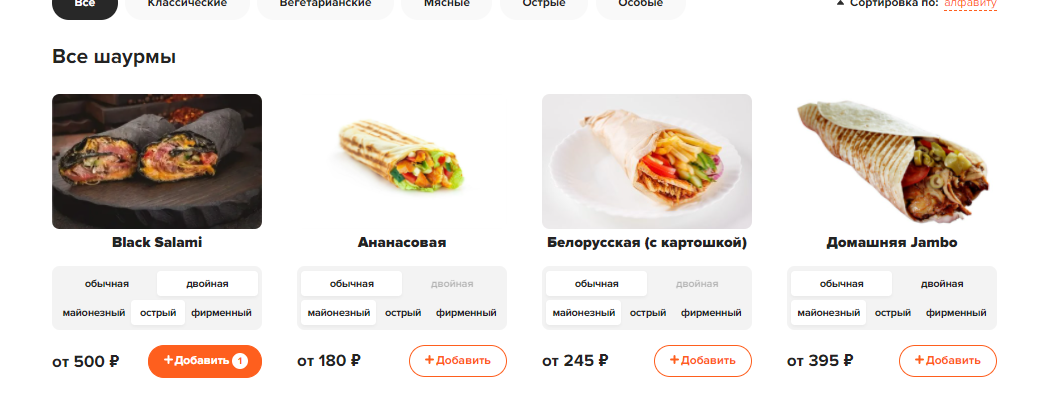 Все Классические Вегетарианские Мясные Острые Особые Сортировка по: алфавиту
Все шаурмы
Black Salami Ананасовая Белорусская (с картошкой) Домашняя Jambo
обычная двойная обычная двойная обычная двойная обычная двойная
майонезный острый фирменный майонезный острый фирменный майонезный острый фирменный майонезный острый фирменный
от 500 ₽ +Добавить 1 от 180 ₽ +Добавить от 245 ₽ +Добавить от 395 ₽ +Добавить